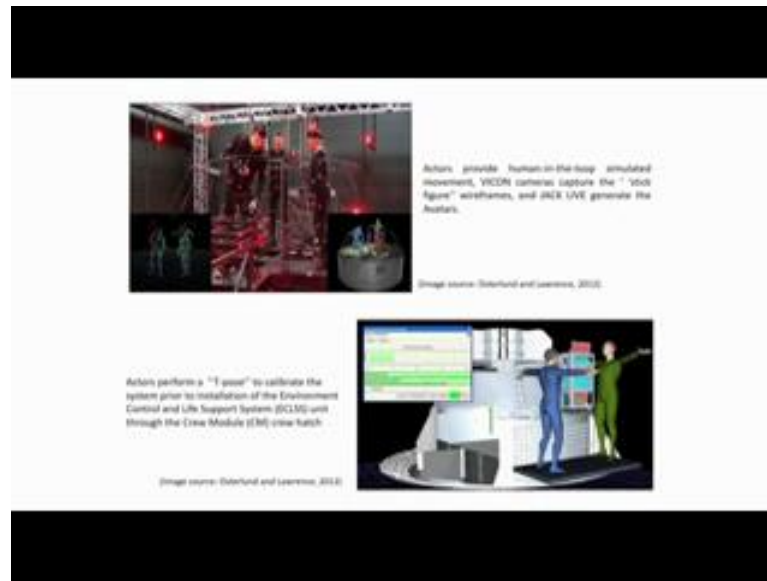 Actors provide human-in-the-loop simulated
movement, VICON cameras capture the " 'stick
figure" wireframes, and JACK LIVE generate the
Avatars.
(Image source: Osterlund and Lawrence, 2012)
Actors perform a "T-pose" to calibrate the
system prior to installation of the Environment
Control and Life Support System (ECLSS) unit
through the Crew Module (CM) crew hatch
(Image source: Osterlund and Lawrence, 2012)